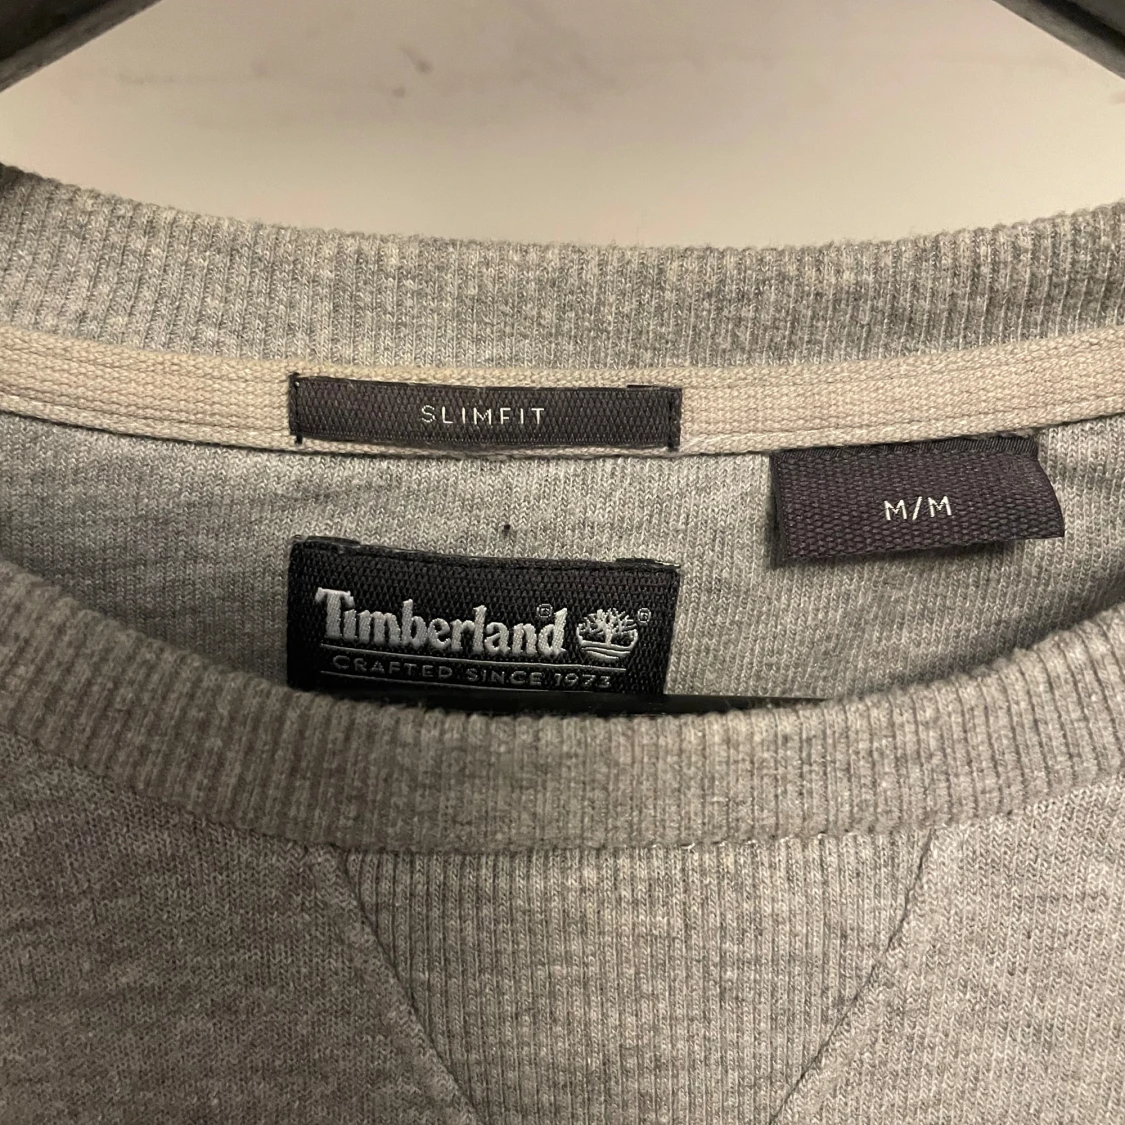 SLIMFIT
M/M
Timberland®
®
CRAFTED SINCE 1973